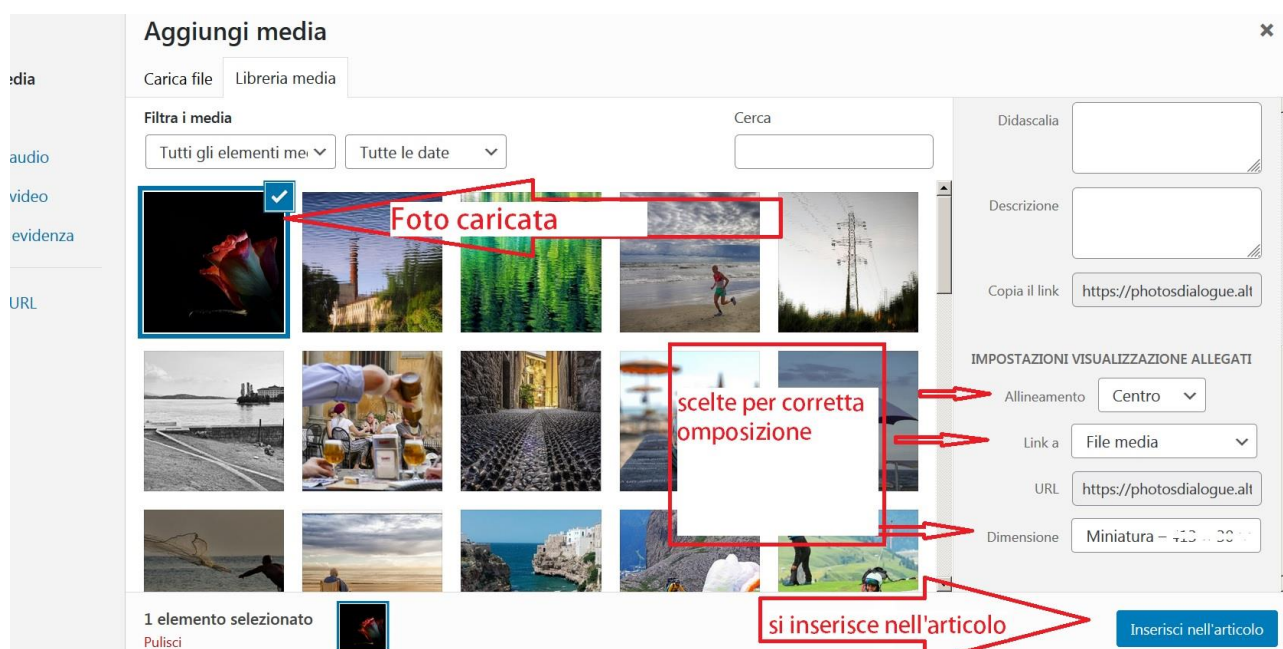 Aggiungi media
edia
audio
video
evidenza
URL
Carica file
Libreria media
Filtra i media
Tutti gli elementi me
Tutte le date
Cerca
Foto caricata
scelte per corretta
omposizione
Didascalia
Descrizione
Copia il link
https://photosdialogue.alt
IMPOSTAZIONI VISUALIZZAZIONE ALLEGATI
Allineamento
Centro
Link a
File media
URL
https://photosdialogue.alt
Dimensione
Miniatura –
1 elemento selezionato
Pulisci
si inserisce nell'articolo
Inserisci nell'articolo